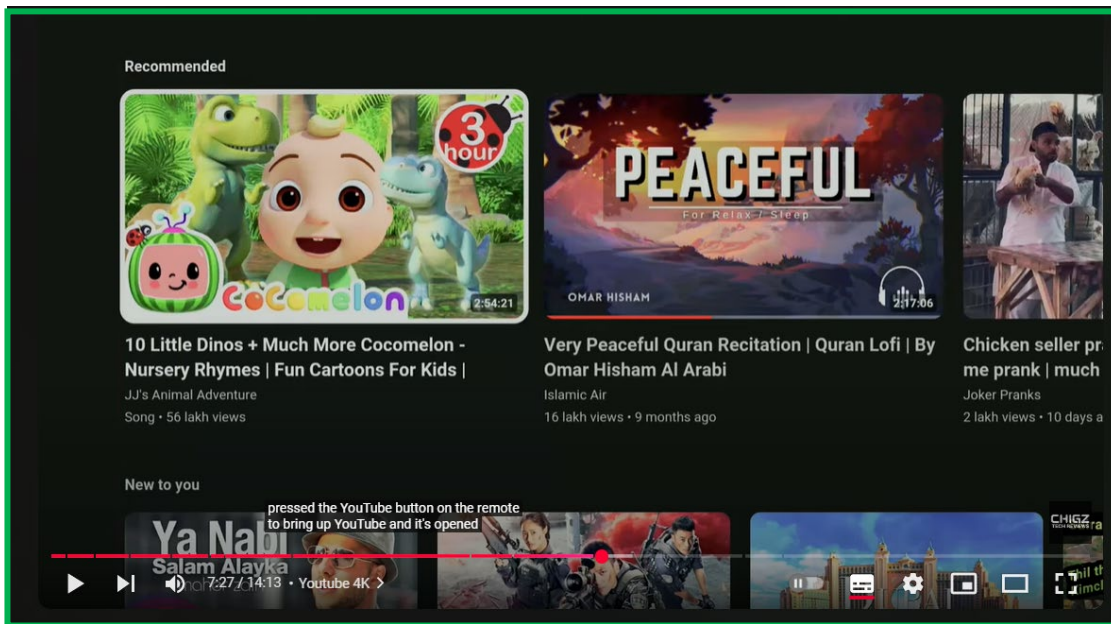 Recommended
3
hour
CoComelon
2:54:21
PEACEFUL
For Relax / Sleep
OMAR HISHAM
2:17:06
10 Little Dinos + Much More Cocomelon -
Nursery Rhymes | Fun Cartoons For Kids |
JJ's Animal Adventure
Song • 56 lakh views
Very Peaceful Quran Recitation | Quran Lofi | By
Omar Hisham Al Arabi
Islamic Air
16 lakh views • 9 months ago
Chicken seller pr
me prank | much
Joker Pranks
2 lakh views • 10 days a
New to you
pressed the YouTube button on the remote
to bring up YouTube and it's opened
Ya Nabi
Salam Alayka
CHIGZ
TECH REVIEWS
7:27 / 14:13 • Youtube 4K